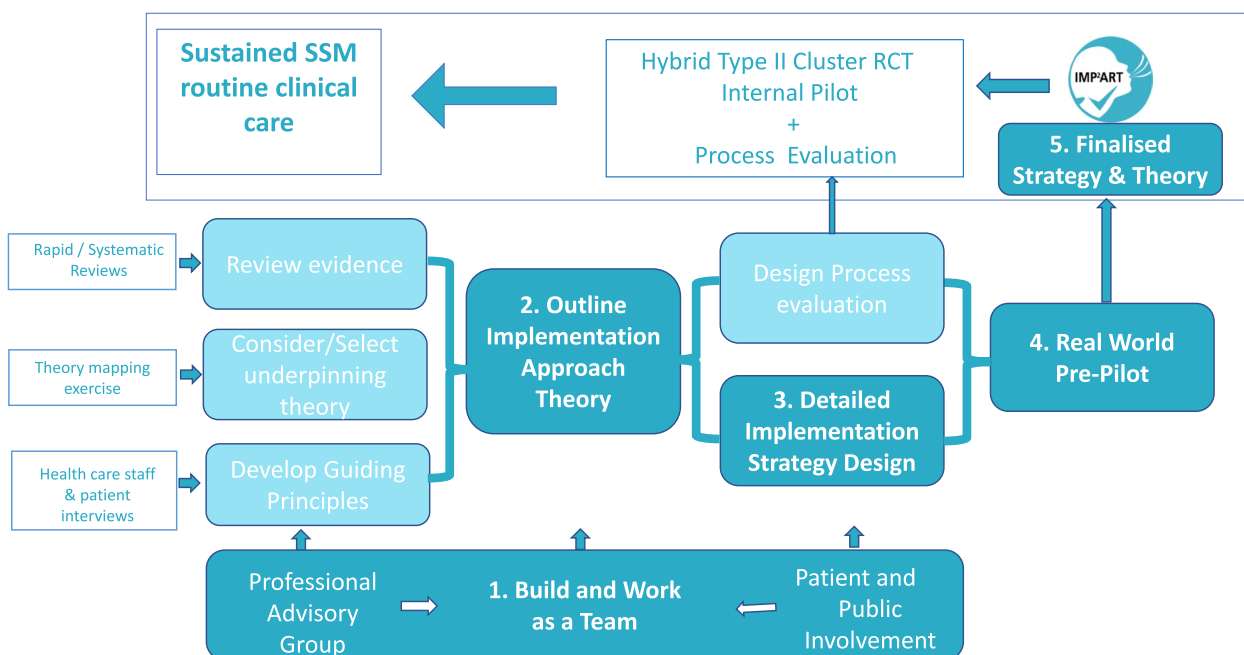 Sustained SSM
routine clinical
care
Hybrid Type II Cluster RCT
Internal Pilot
+
Process Evaluation
IMP²ART
5. Finalised
Strategy & Theory
Rapid / Systematic
Reviews
Review evidence
Theory mapping
exercise
Consider/Select
underpinning
theory
Health care staff
& patient
interviews
Develop Guiding
Principles
2. Outline
Implementation
Approach
Theory
Design Process
evaluation
3. Detailed
Implementation
Strategy Design
4. Real World
Pre-Pilot
Professional
Advisory
Group
1. Build and Work
as a Team
Patient and
Public
Involvement